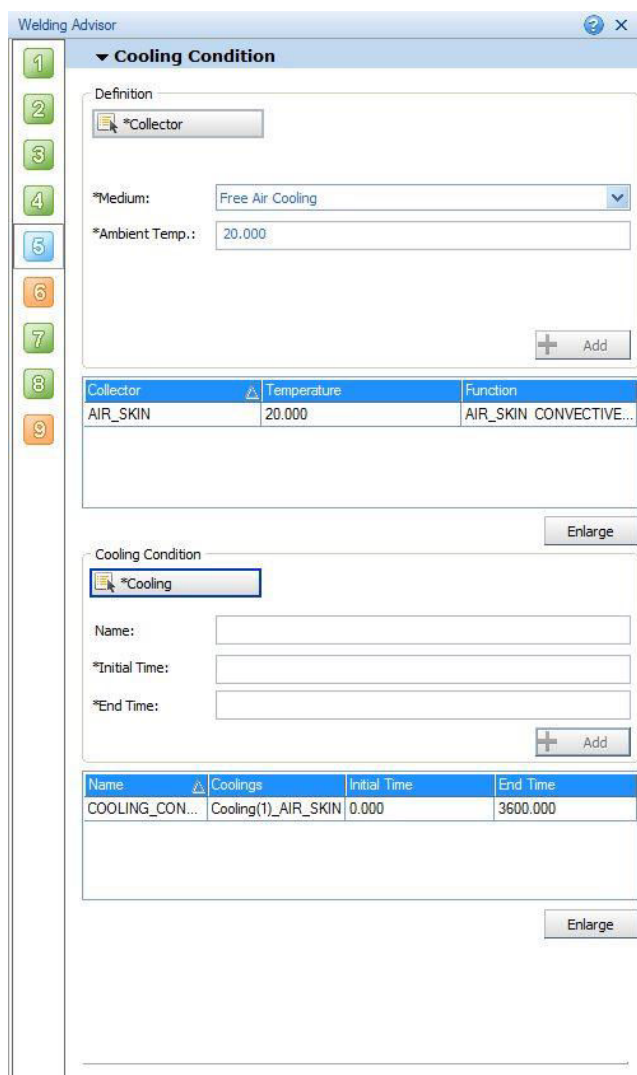 Welding Advisor
Cooling Condition
1
2
3
4
5
6
7
8
9
Definition
*Collector
*Medium: Free Air Cooling
*Ambient Temp.: 20.000
Add
Collector Temperature Function
AIR_SKIN 20.000 AIR_SKIN CONVECTIVE...
Enlarge
Cooling Condition
*Cooling
Name:
*Initial Time:
*End Time:
Add
Name Coolings Initial Time End Time
COOLING_CON... Cooling(1)_AIR_SKIN 0.000 3600.000
Enlarge